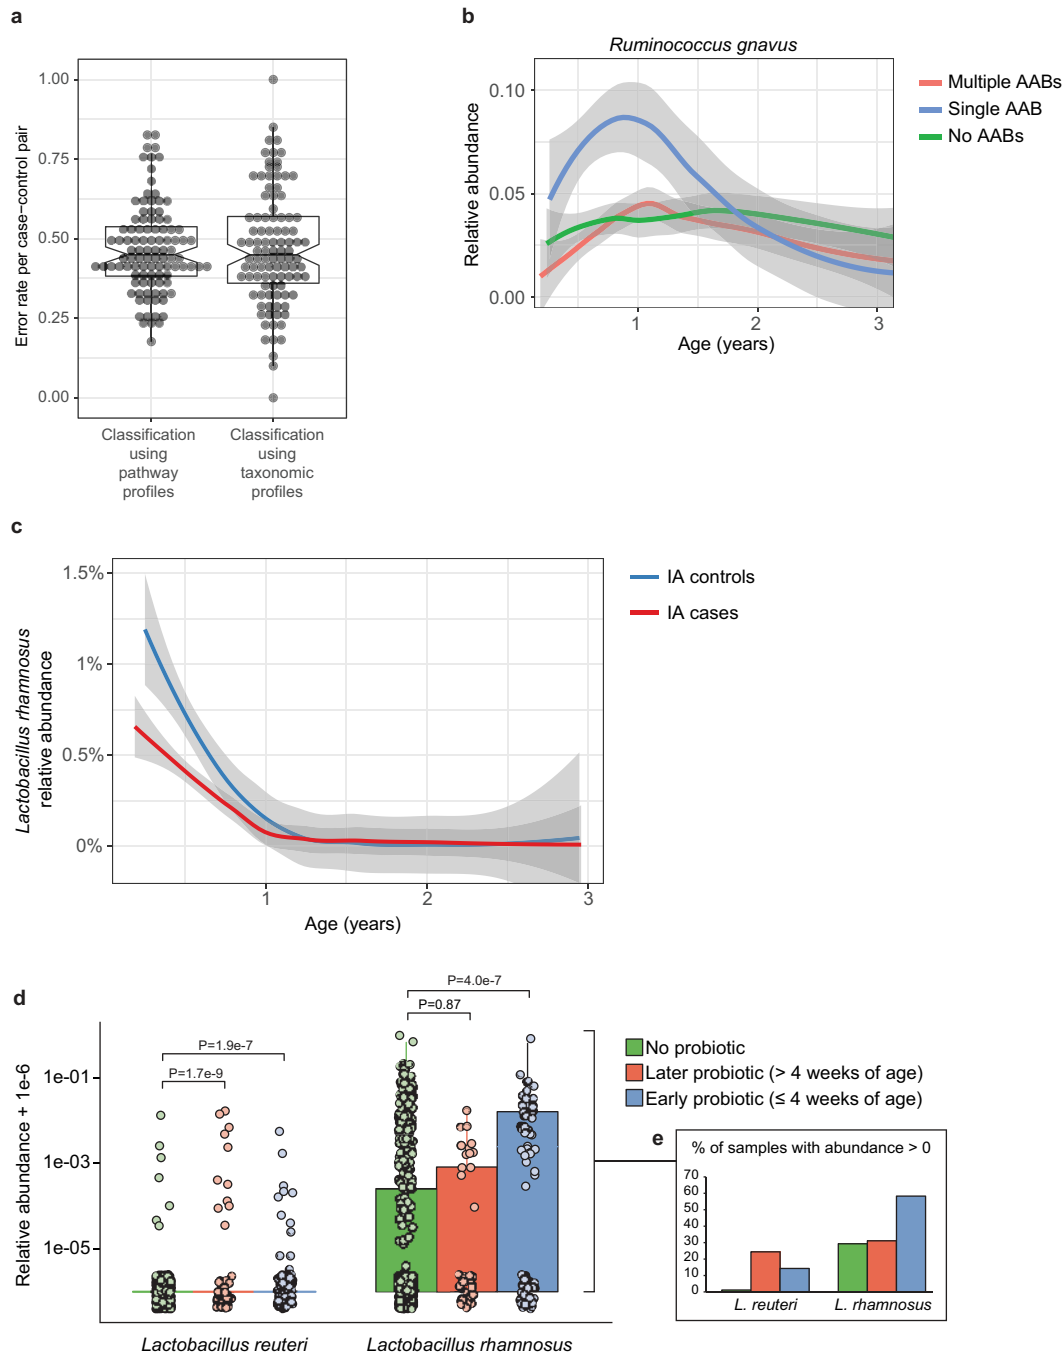 a
Error rate per case−control pair
1.00
0.75
0.50
0.25
0.00
Classification
using
pathway
profiles
Classification
using
taxonomic
profiles
b
Ruminococcus gnavus
Relative abundance
0.10
0.05
0.00
1
2
3
Age (years)
Multiple AABs
Single AAB
No AABs
c
Lactobacillus rhamnosus
relative abundance
1.5%
1%
0.5%
0%
1
2
3
Age (years)
IA controls
IA cases
d
Relative abundance + 1e-6
1e-01
1e-03
1e-05
P=1.9e-7
P=1.7e-9
P=4.0e-7
P=0.87
Lactobacillus reuteri
Lactobacillus rhamnosus
No probiotic
Later probiotic (> 4 weeks of age)
Early probiotic (≤ 4 weeks of age)
e
% of samples with abundance > 0
70
60
50
40
30
20
10
0
L. reuteri
L. rhamnosus